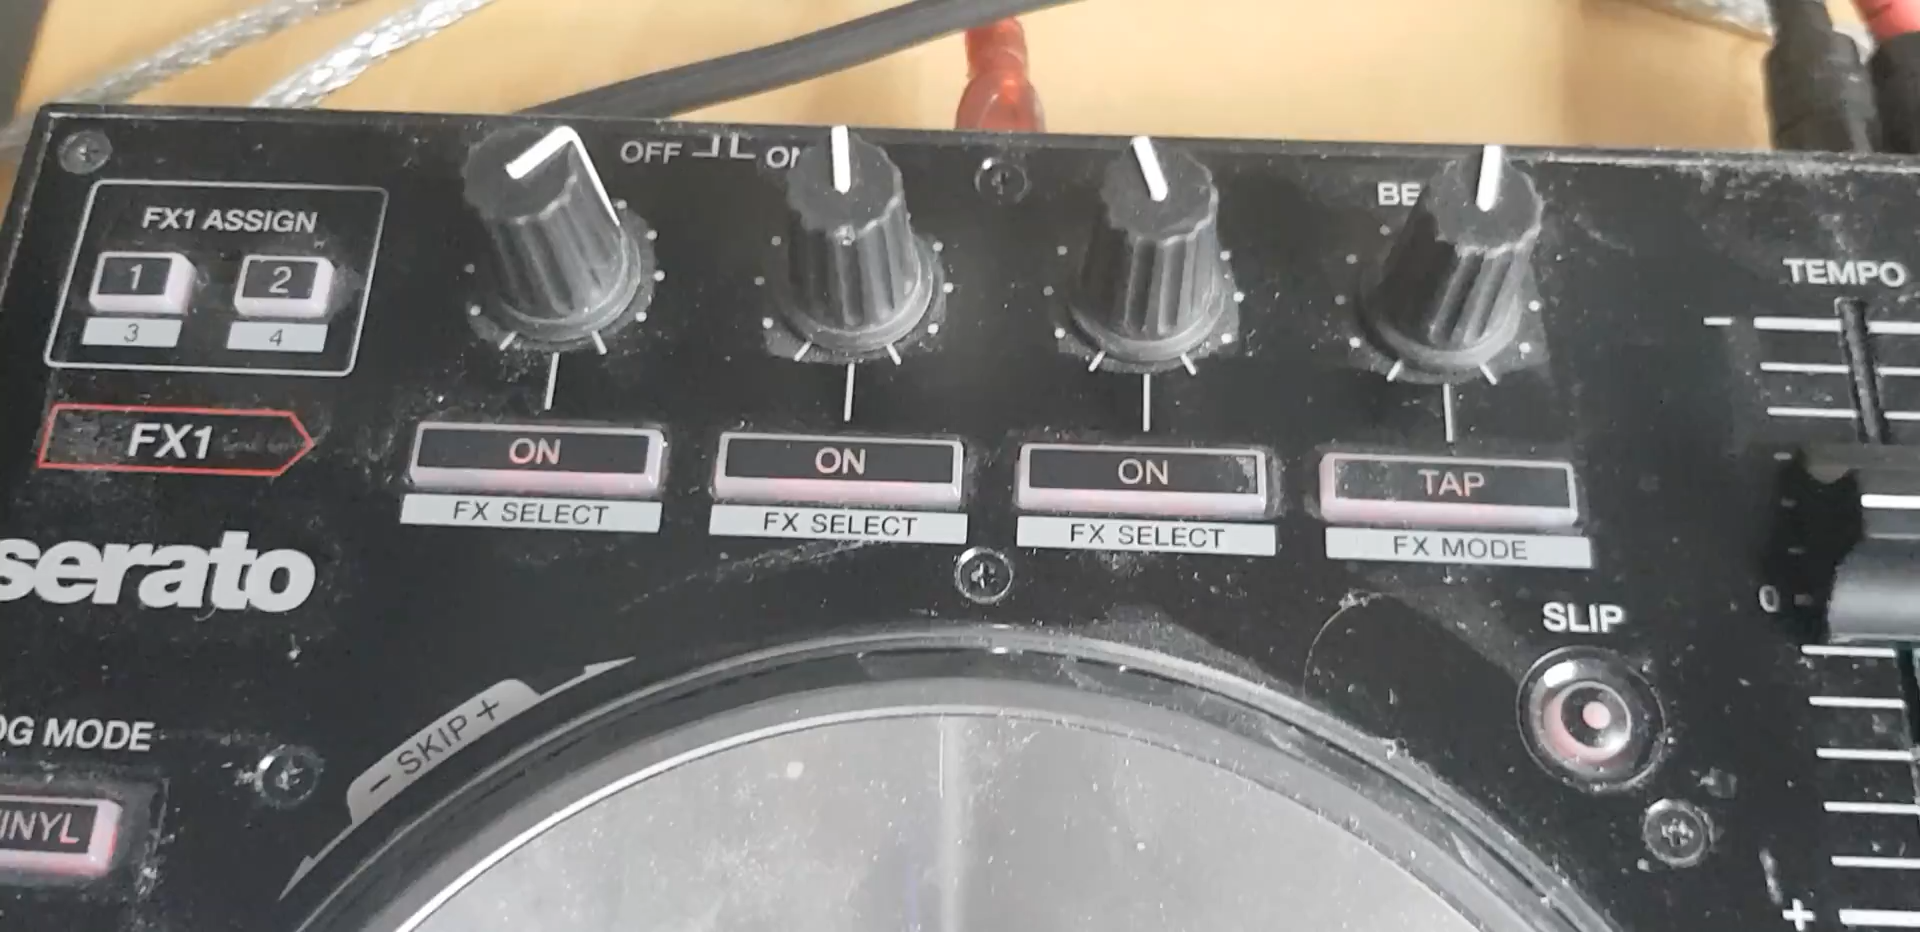 OFF
FX1 ASSIGN
1
2
3
4
TEMPO
FX1
ON
ON
ON
TAP
FX SELECT
FX SELECT
FX SELECT
FX MODE
serato
0
SLIP
- SKIP +
MODE
+